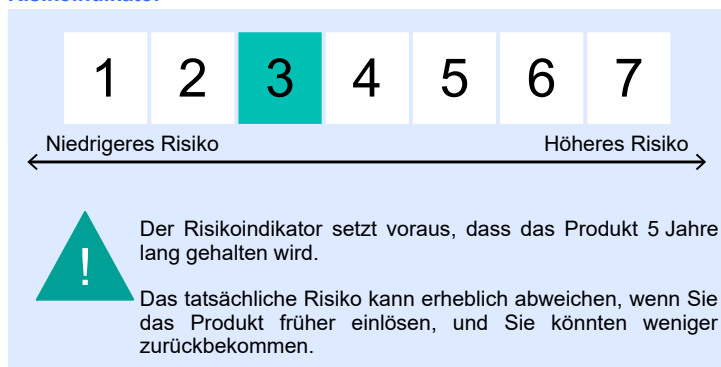 Risikoindikator
1 2 3 4 5 6 7
Niedrigeres Risiko Höheres Risiko
!
Der Risikoindikator setzt voraus, dass das Produkt 5 Jahre
lang gehalten wird.
Das tatsächliche Risiko kann erheblich abweichen, wenn Sie
das Produkt früher einlösen, und Sie könnten weniger
zurückbekommen.